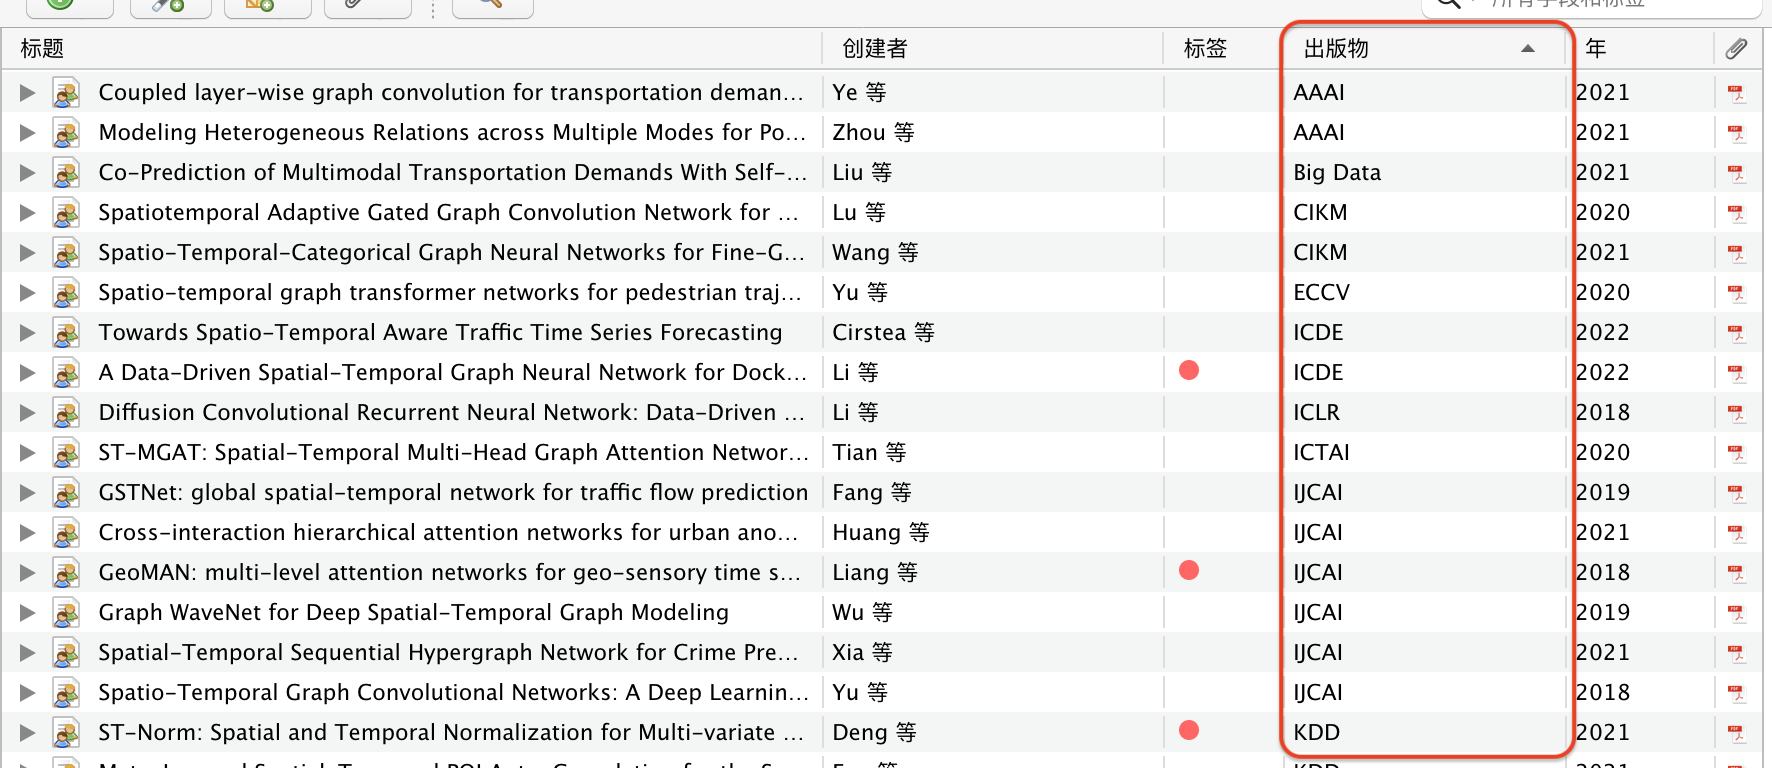 所有字段和标签
标题 创建者 标签 出版物 年
Coupled layer-wise graph convolution for transportation deman... Ye 等 AAAI 2021
Modeling Heterogeneous Relations across Multiple Modes for Po... Zhou 等 AAAI 2021
Co-Prediction of Multimodal Transportation Demands With Self-... Liu 等 Big Data 2021
Spatiotemporal Adaptive Gated Graph Convolution Network for ... Lu 等 CIKM 2020
Spatio-Temporal-Categorical Graph Neural Networks for Fine-G... Wang 等 CIKM 2021
Spatio-temporal graph transformer networks for pedestrian traj... Yu 等 ECCV 2020
Towards Spatio-Temporal Aware Traffic Time Series Forecasting Cirstea 等 ICDE 2022
A Data-Driven Spatial-Temporal Graph Neural Network for Dock... Li 等 ICDE 2022
Diffusion Convolutional Recurrent Neural Network: Data-Driven ... Li 等 ICLR 2018
ST-MGAT: Spatial-Temporal Multi-Head Graph Attention Networ... Tian 等 ICTAI 2020
GSTNet: global spatial-temporal network for traffic flow prediction Fang 等 IJCAI 2019
Cross-interaction hierarchical attention networks for urban ano... Huang 等 IJCAI 2021
GeoMAN: multi-level attention networks for geo-sensory time s... Liang 等 IJCAI 2018
Graph WaveNet for Deep Spatial-Temporal Graph Modeling Wu 等 IJCAI 2019
Spatial-Temporal Sequential Hypergraph Network for Crime Pre... Xia 等 IJCAI 2021
Spatio-Temporal Graph Convolutional Networks: A Deep Learnin... Yu 等 IJCAI 2018
ST-Norm: Spatial and Temporal Normalization for Multi-variate ... Deng 等 KDD 2021
KDD 2021